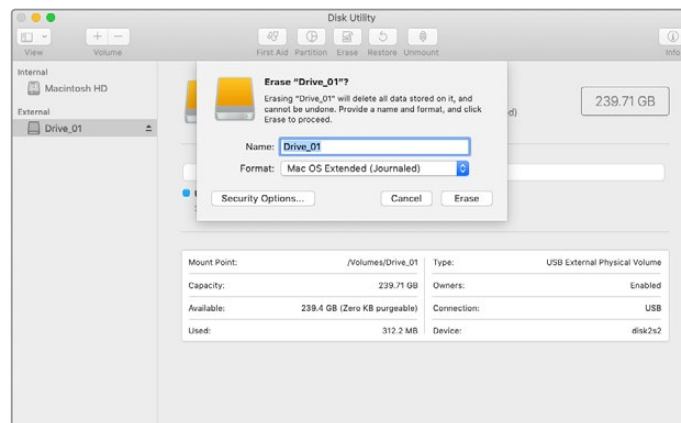 Disk Utility
View
Volume
First Aid Partition Erase Restore Unmount
Info
Internal
Macintosh HD
External
Drive_01
Erase "Drive_01"?
Erasing "Drive_01" will delete all data stored on it, and
cannot be undone. Provide a name and format, and click
Erase to proceed.
239.71 GB
Name: Drive_01
Format: Mac OS Extended (Journaled)
Security Options... Cancel Erase
Mount Point: /Volumes/Drive_01 Type: USB External Physical Volume
Capacity: 239.71 GB Owners: Enabled
Available: 239.4 GB (Zero KB purgeable) Connection: USB
Used: 312.2 MB Device: disk2s2